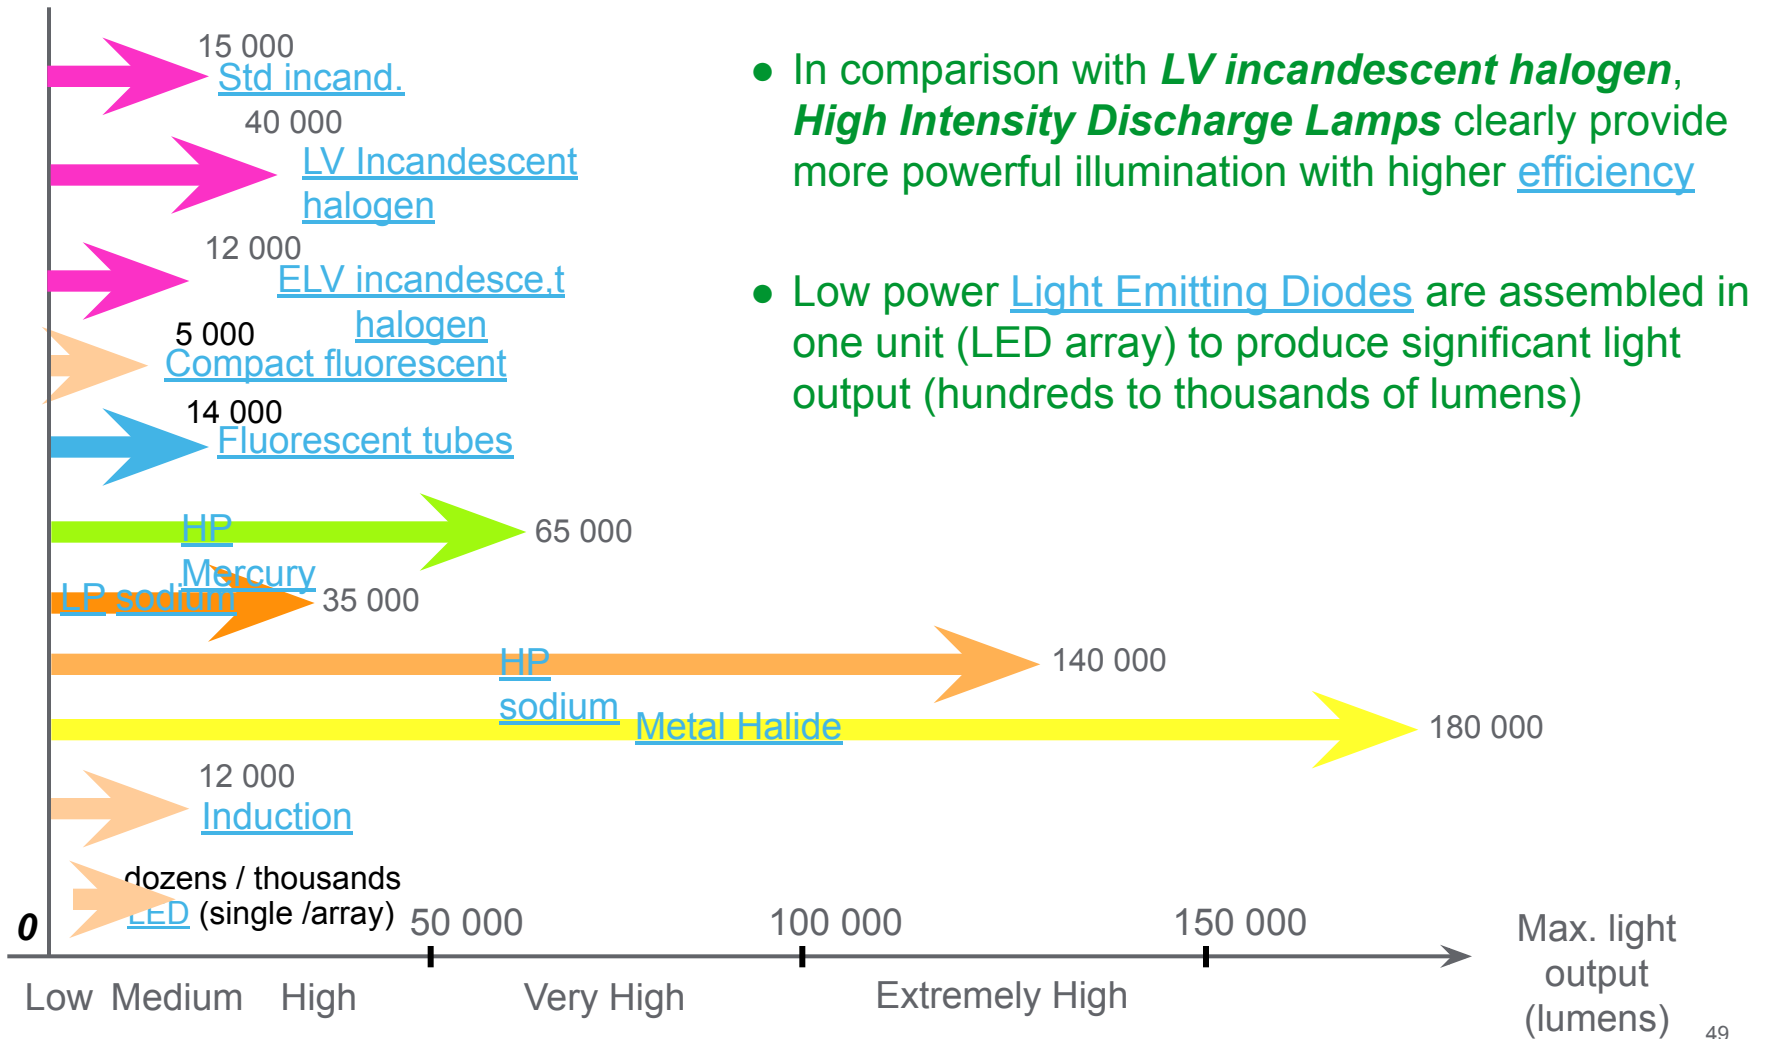 15 000
Std incand.
40 000
LV Incandescent
halogen
12 000
ELV incandesce,t
halogen
5 000
Compact fluorescent
14 000
Fluorescent tubes
HP
Mercury
65 000
LP sodium
35 000
HP
sodium
140 000
Metal Halide
180 000
12 000
Induction
dozens / thousands
LED (single /array)
0
50 000
100 000
150 000
Max. light
output
(lumens)
Low
Medium
High
Very High
Extremely High
● In comparison with LV incandescent halogen,
High Intensity Discharge Lamps clearly provide
more powerful illumination with higher efficiency
● Low power Light Emitting Diodes are assembled in
one unit (LED array) to produce significant light
output (hundreds to thousands of lumens)
49